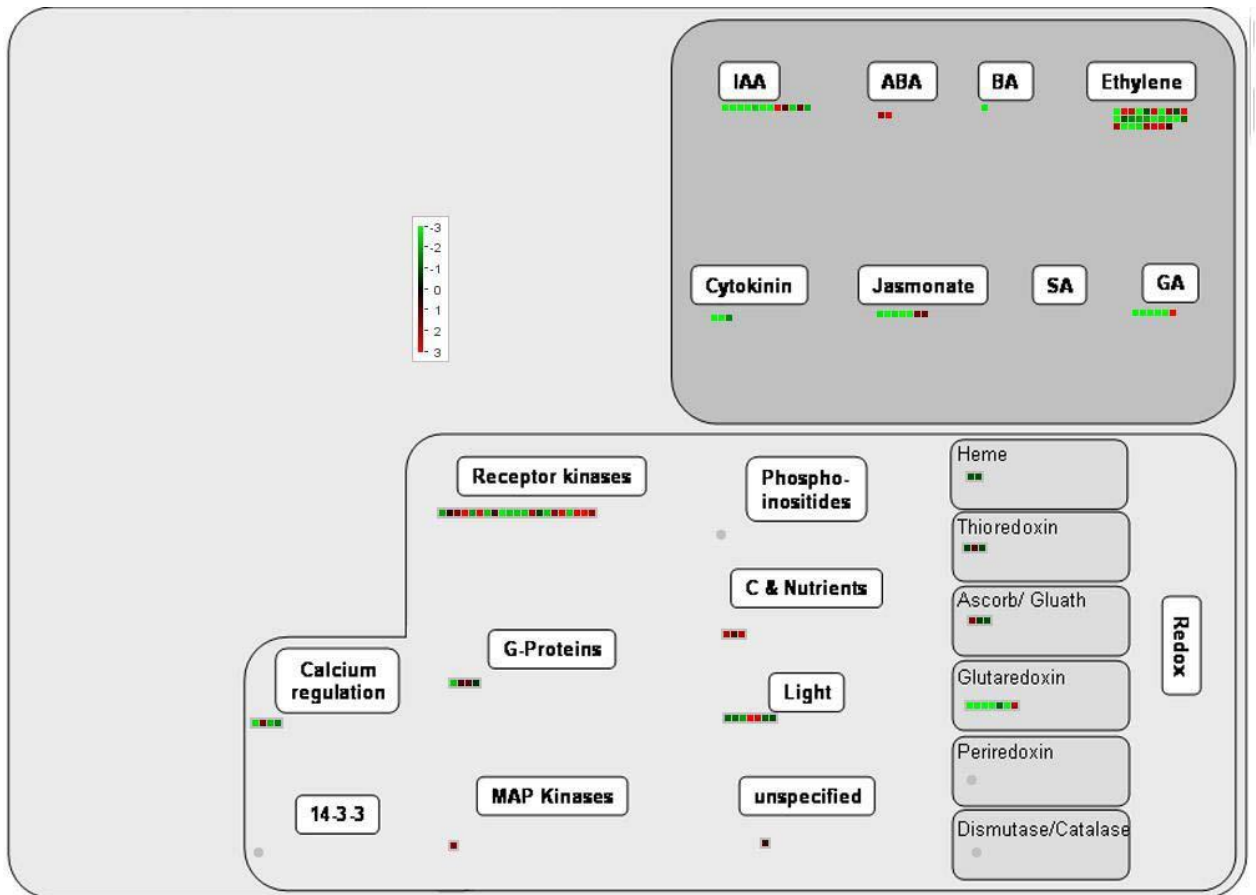 IAA
ABA
BA
Ethylene
-3
-2
-1
0
1
2
3
Cytokinin
Jasmonate
SA
GA
Receptor kinases
Phospho-
inositides
Heme
Thioredoxin
C & Nutrients
Ascorb/ Gluath
Redox
G-Proteins
Calcium
regulation
Light
Glutaredoxin
MAP Kinases
unspecified
Periredoxin
14-3-3
Dismutase/Catalase